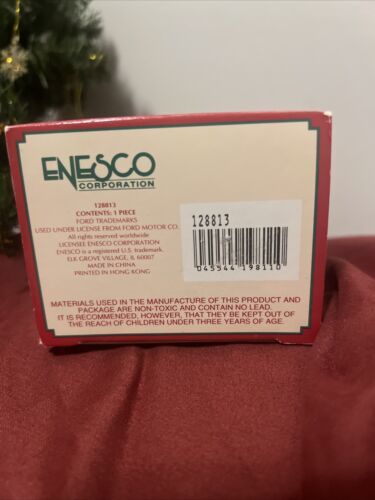 ENESCO
CORPORATION
128813
CONTENTS: 1 PIECE
FORD TRADEMARKS
USED UNDER LICENSE FROM FORD MOTOR CO.
All rights reserved worldwide
LICENSEE ENESCO CORPORATION
ENESCO is a registered U.S. trademark.
ELK GROVE VILLAGE, IL 60007
MADE IN CHINA
PRINTED IN HONG KONG
128813
045544 198110
MATERIALS USED IN THE MANUFACTURE OF THIS PRODUCT AND
PACKAGE ARE NON-TOXIC AND CONTAIN NO LEAD.
IT IS RECOMMENDED, HOWEVER, THAT THEY BE KEPT OUT OF
THE REACH OF CHILDREN UNDER THREE YEARS OF AGE.